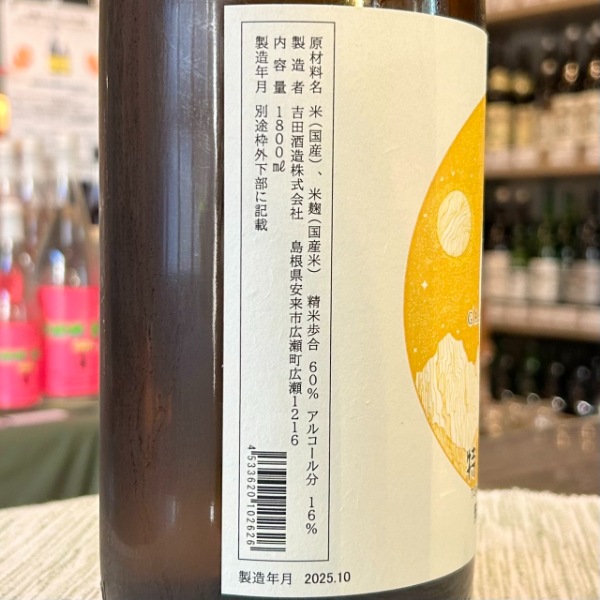 原材料名 米(国産)、米麹(国産米) 精米歩合 60% アルコール分 16%
製造者 吉田酒造株式会社 島根県安来市広瀬町広瀬1216
内容量 1800㎖
製造年月 別途枠外下部に記載
4533620102626
製造年月 2025.10